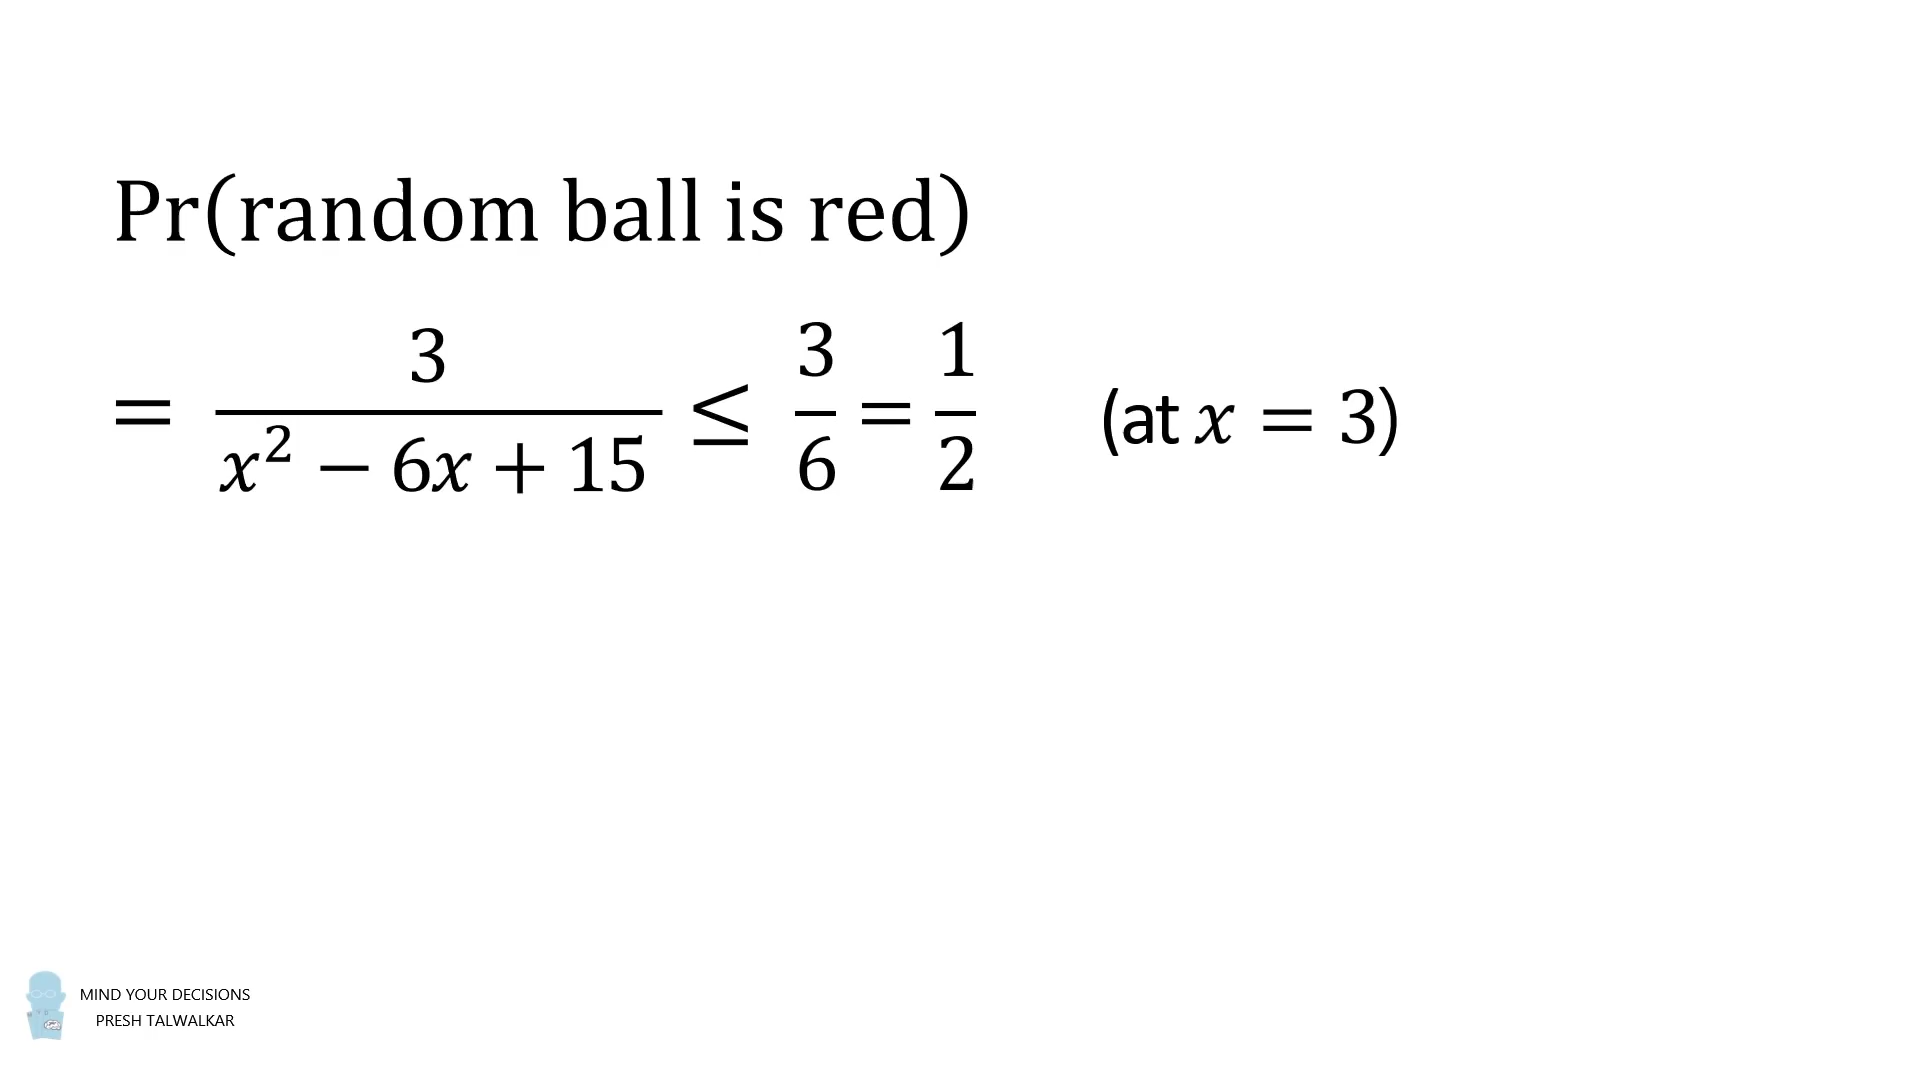 Pr(random ball is red)
= 3/(x² − 6x + 15) ≤ 3/6 = 1/2 (at x = 3)
MIND YOUR DECISIONS
PRESH TALWALKAR